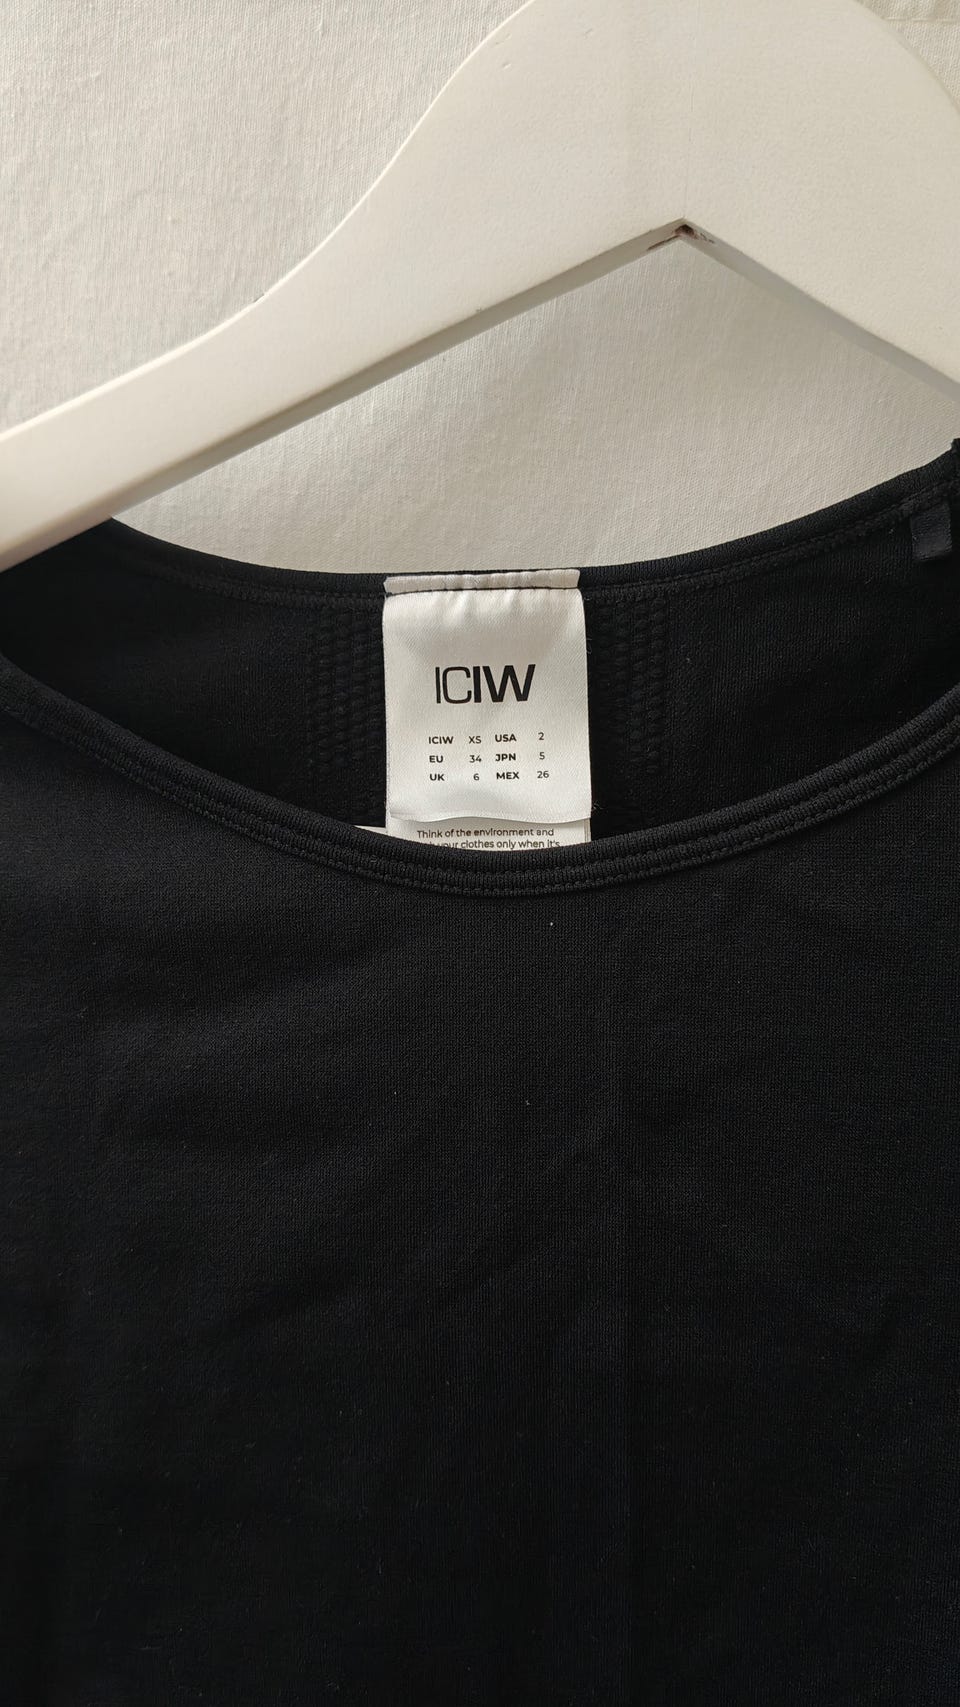 ICIW
ICIW XS USA 2
EU 34 JPN 5
UK 6 MEX 26
Think of the environment and
your clothes only when it's